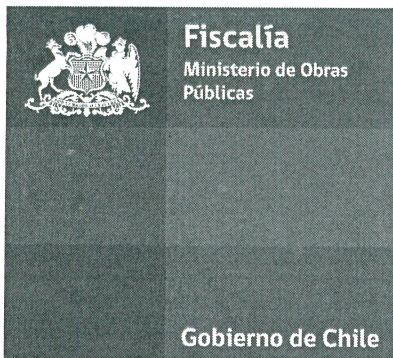 Fiscalía
Ministerio de Obras
Públicas
Gobierno de Chile